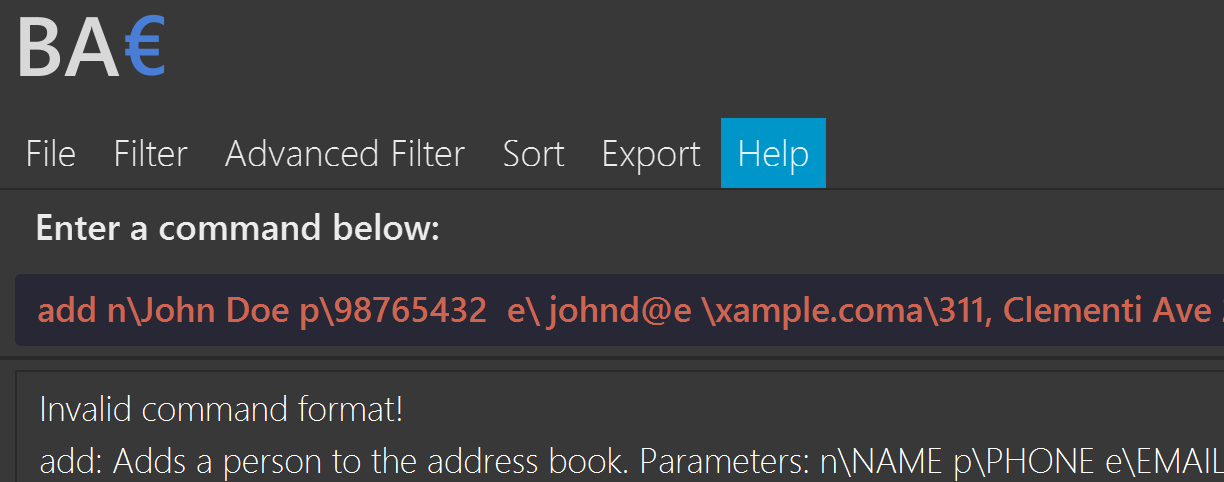 BA€
File Filter Advanced Filter Sort Export Help
Enter a command below:
add n\John Doe p\98765432  e\ johnd@e \xample.coma\311, Clementi Ave
Invalid command format!
add: Adds a person to the address book. Parameters: n\NAME p\PHONE e\EMAIL